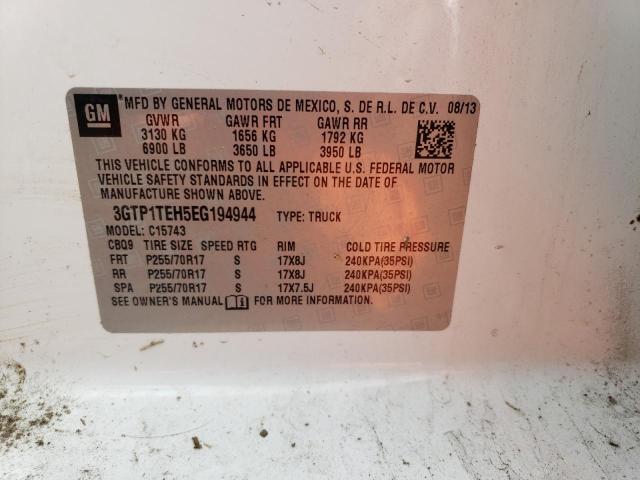 GM
*MFD BY GENERAL MOTORS DE MEXICO, S. DE R.L. DE C.V. 08/13
GVWR GAWR FRT GAWR RR
3130 KG 1656 KG 1792 KG
6900 LB 3650 LB 3950 LB
THIS VEHICLE CONFORMS TO ALL APPLICABLE U.S. FEDERAL MOTOR
VEHICLE SAFETY STANDARDS IN EFFECT ON THE DATE OF
MANUFACTURE SHOWN ABOVE.
3GTP1TEH5EG194944 TYPE: TRUCK
MODEL: C15743
CBQ9 TIRE SIZE SPEED RTG RIM COLD TIRE PRESSURE
FRT P255/70R17 S 17X8J 240KPA(35PSI)
RR P255/70R17 S 17X8J 240KPA(35PSI)
SPA P255/70R17 S 17X7.5J 240KPA(35PSI)
SEE OWNER'S MANUAL FOR MORE INFORMATION.